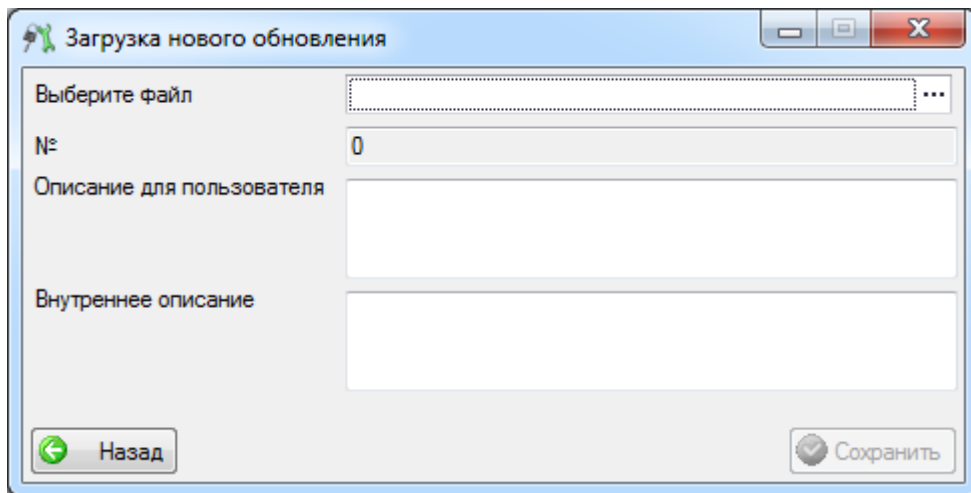 Загрузка нового обновления
Выберите файл ...
№ 0
Описание для пользователя
Внутреннее описание
Назад Сохранить